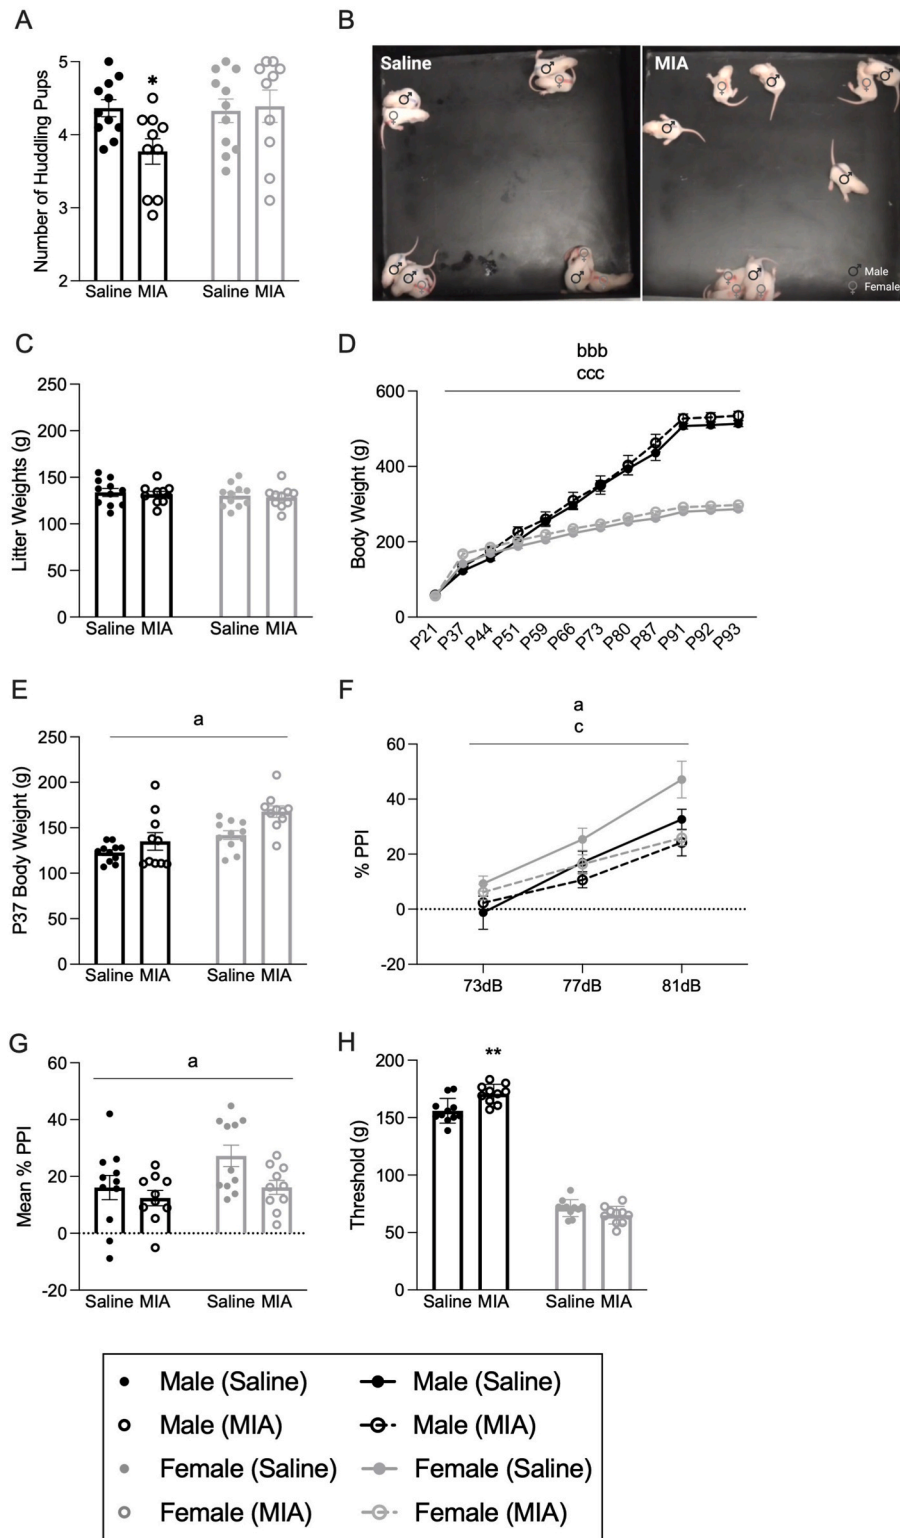 A
Number of Huddling Pups
5
4
3
2
*
Saline MIA
Saline MIA
B
Saline
MIA
♂ Male
♀ Female
C
Litter Weights (g)
250
200
150
100
50
0
Saline MIA
Saline MIA
D
bbb
ccc
Body Weight (g)
600
400
200
0
P21
P37
P44
P51
P59
P66
P73
P80
P87
P91
P92
P93
E
a
P37 Body Weight (g)
250
200
150
100
50
0
Saline MIA
Saline MIA
F
a
c
% PPI
60
40
20
0
-20
73dB
77dB
81dB
G
a
Mean % PPI
60
40
20
0
-20
Saline MIA
Saline MIA
H
**
Threshold (g)
200
150
100
50
0
Saline MIA
Saline MIA
Male (Saline)
Male (Saline)
Male (MIA)
Male (MIA)
Female (Saline)
Female (Saline)
Female (MIA)
Female (MIA)